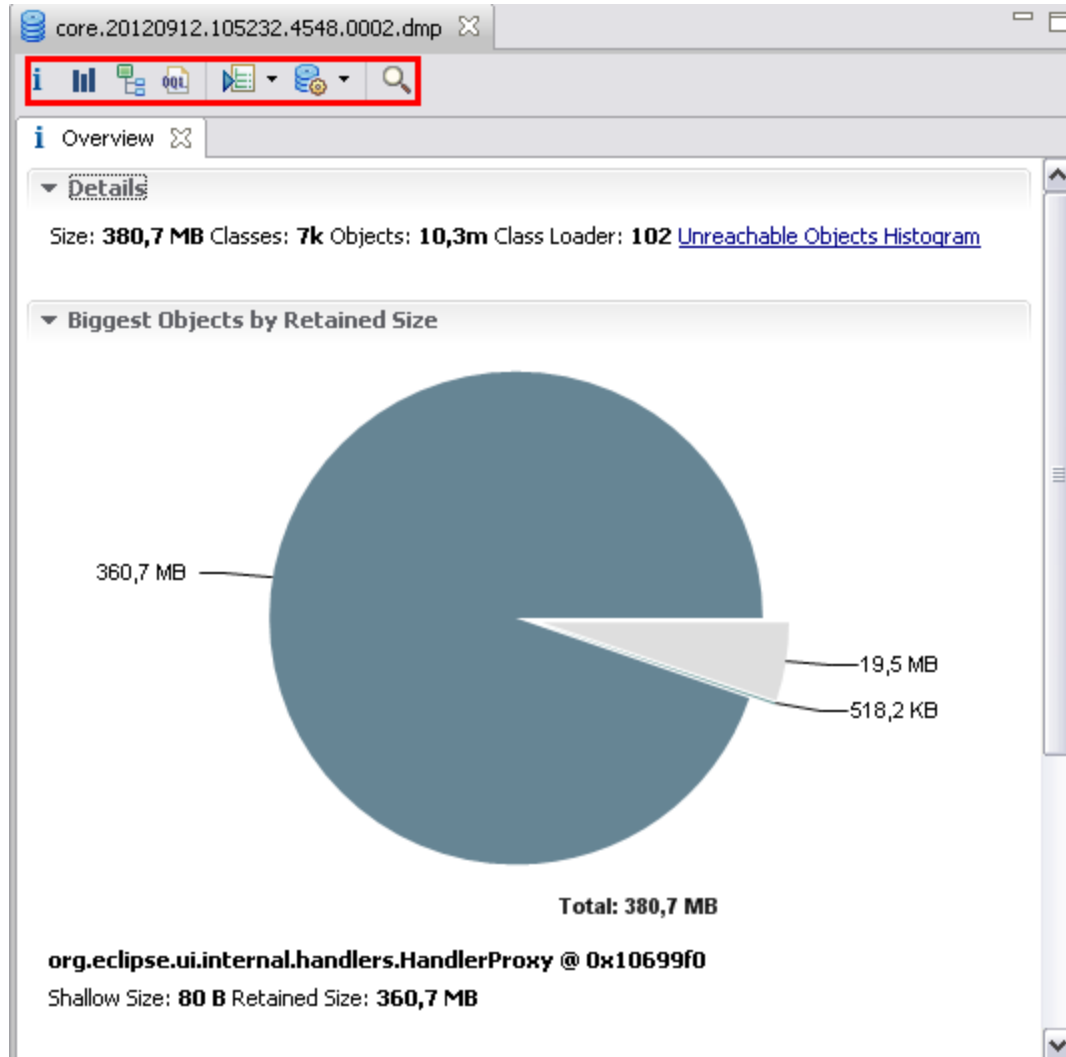 core.20120912.105232.4548.0002.dmp
i OQL
i Overview
Details
Size: 380,7 MB Classes: 7k Objects: 10,3m Class Loader: 102 Unreachable Objects Histogram
Biggest Objects by Retained Size
360,7 MB
19,5 MB
518,2 KB
Total: 380,7 MB
org.eclipse.ui.internal.handlers.HandlerProxy @ 0x10699f0
Shallow Size: 80 B Retained Size: 360,7 MB